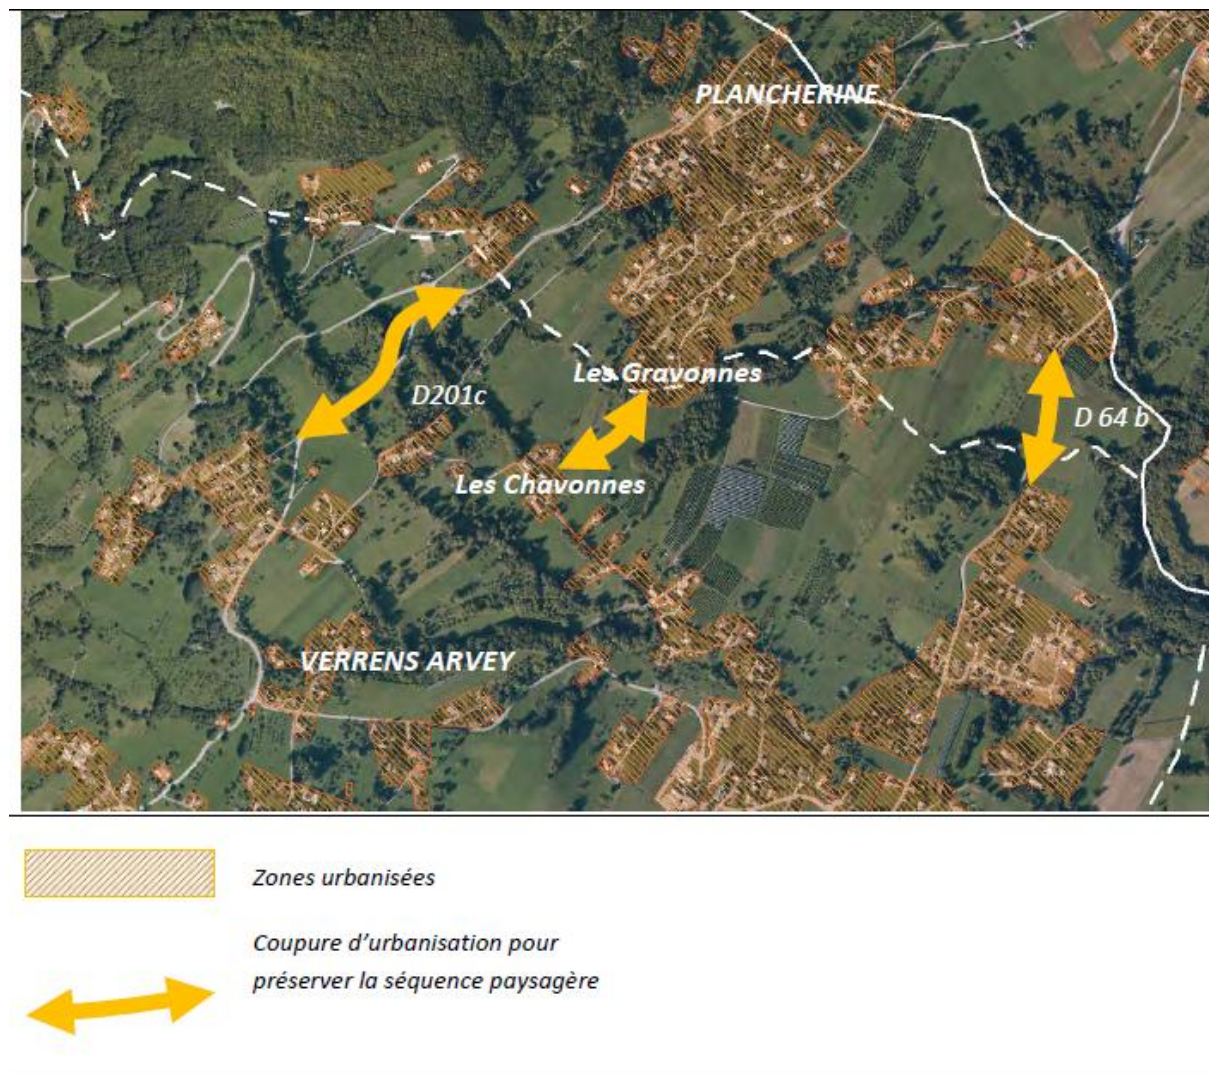 PLANCHERINE
Les Gravonnes
D201c
D 64 b
Les Chavonnes
VERRENS ARVEY
Zones urbanisées
Coupure d’urbanisation pour
préserver la séquence paysagère